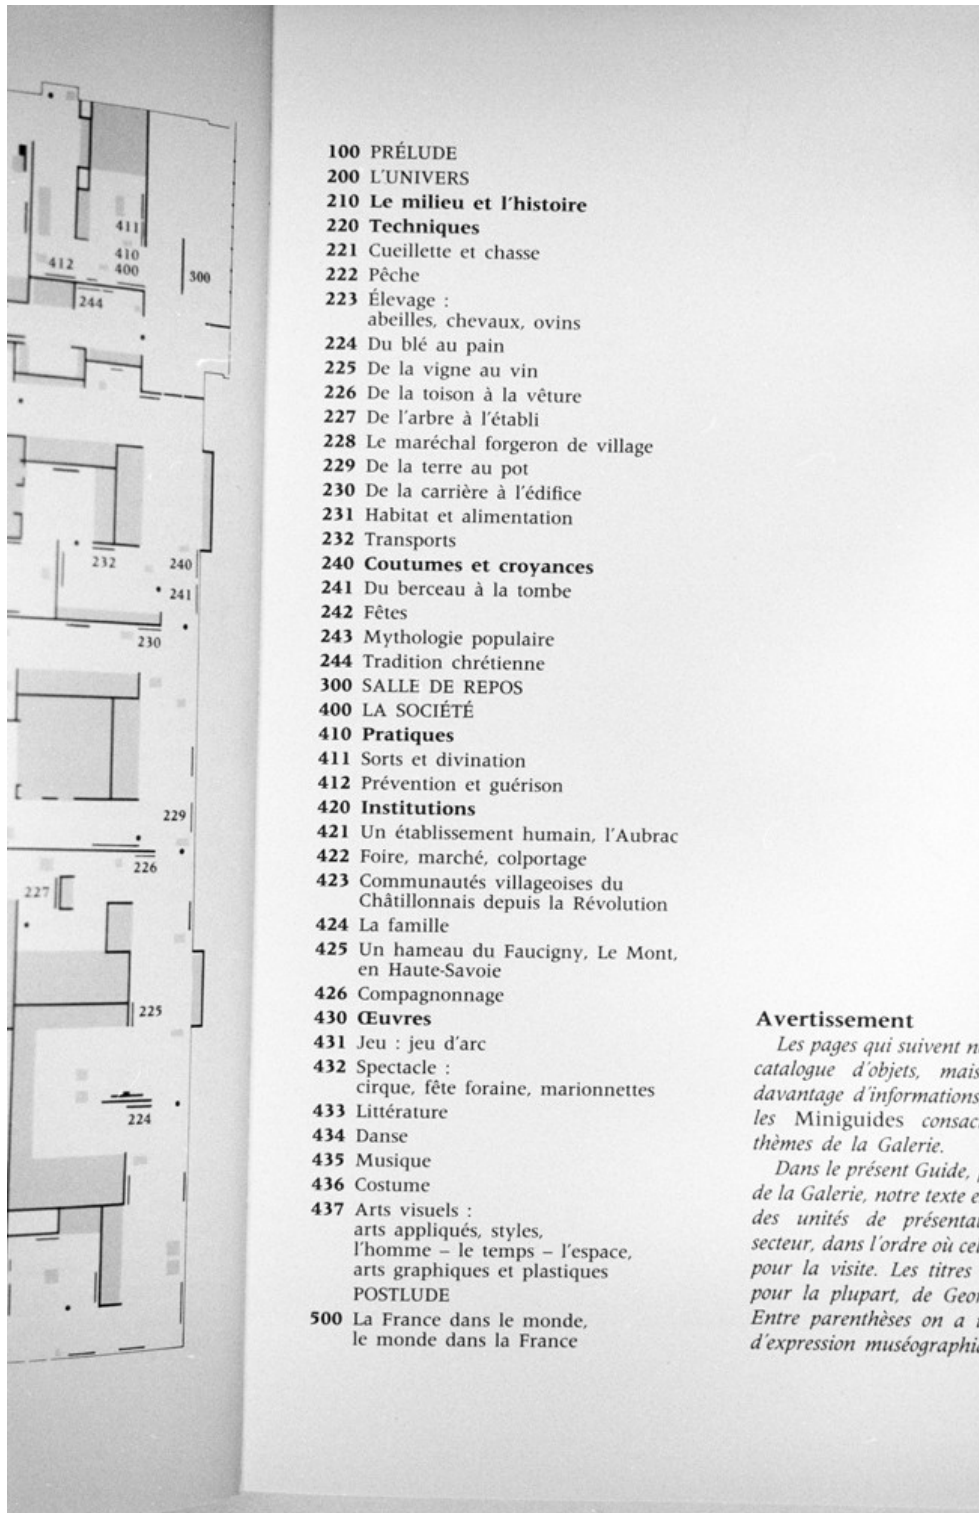 411
410
400
412
300
244
232
240
241
230
229
226
227
225
224
100 PRÉLUDE
200 L'UNIVERS
210 Le milieu et l'histoire
220 Techniques
221 Cueillette et chasse
222 Pêche
223 Élevage :
abeilles, chevaux, ovins
224 Du blé au pain
225 De la vigne au vin
226 De la toison à la vêture
227 De l'arbre à l'établi
228 Le maréchal forgeron de village
229 De la terre au pot
230 De la carrière à l'édifice
231 Habitat et alimentation
232 Transports
240 Coutumes et croyances
241 Du berceau à la tombe
242 Fêtes
243 Mythologie populaire
244 Tradition chrétienne
300 SALLE DE REPOS
400 LA SOCIÉTÉ
410 Pratiques
411 Sorts et divination
412 Prévention et guérison
420 Institutions
421 Un établissement humain, l'Aubrac
422 Foire, marché, colportage
423 Communautés villageoises du
Châtillonnais depuis la Révolution
424 La famille
425 Un hameau du Faucigny, Le Mont,
en Haute-Savoie
426 Compagnonnage
430 Œuvres
431 Jeu : jeu d'arc
432 Spectacle :
cirque, fête foraine, marionnettes
433 Littérature
434 Danse
435 Musique
436 Costume
437 Arts visuels :
arts appliqués, styles,
l'homme – le temps – l'espace,
arts graphiques et plastiques
POSTLUDE
500 La France dans le monde,
le monde dans la France
Avertissement
Les pages qui suivent
catalogue d'objets, mais
davantage d'informations
les Miniguides
thèmes de la Galerie.
Dans le présent Guide,
de la Galerie, notre texte
des unités de
secteur, dans l'ordre où
pour la visite. Les titres
pour la plupart, de
Entre parenthèses on a
d'expression